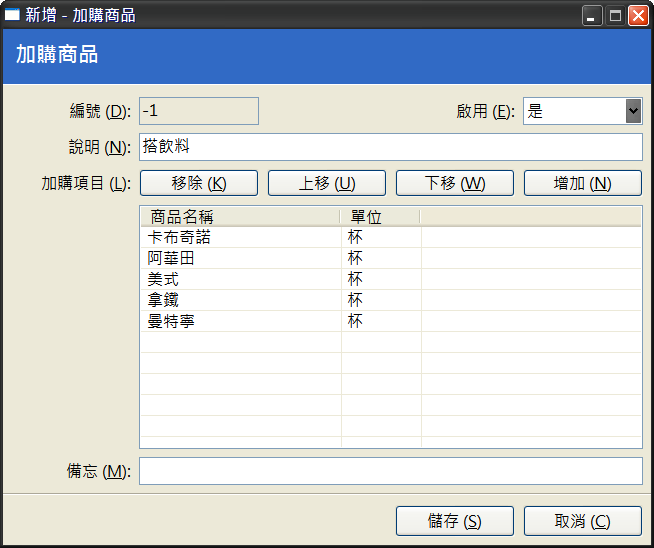 新增 - 加購商品
加購商品
編號 (D): -1 啟用 (E): 是
說明 (N): 搭飲料
加購項目 (L): 移除 (K) 上移 (U) 下移 (W) 增加 (N)
商品名稱 單位
卡布奇諾 杯
阿華田 杯
美式 杯
拿鐵 杯
曼特寧 杯
備忘 (M):
儲存 (S) 取消 (C)